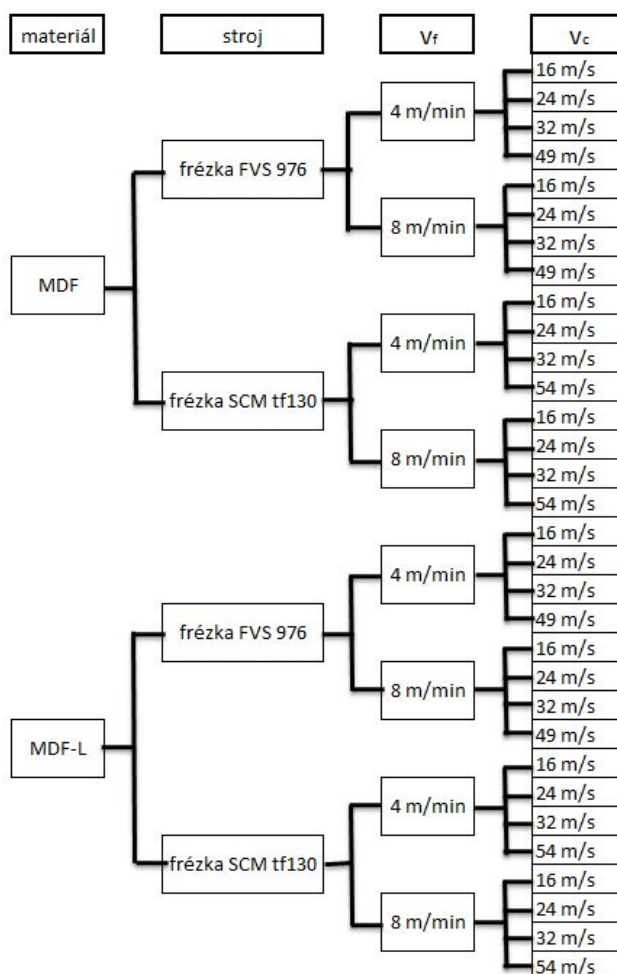 materiál
stroj
vf
vc
MDF
frézka FVS 976
4 m/min
16 m/s
24 m/s
32 m/s
49 m/s
8 m/min
16 m/s
24 m/s
32 m/s
49 m/s
frézka SCM tf130
4 m/min
16 m/s
24 m/s
32 m/s
54 m/s
8 m/min
16 m/s
24 m/s
32 m/s
54 m/s
MDF-L
frézka FVS 976
4 m/min
16 m/s
24 m/s
32 m/s
49 m/s
8 m/min
16 m/s
24 m/s
32 m/s
49 m/s
frézka SCM tf130
4 m/min
16 m/s
24 m/s
32 m/s
54 m/s
8 m/min
16 m/s
24 m/s
32 m/s
54 m/s